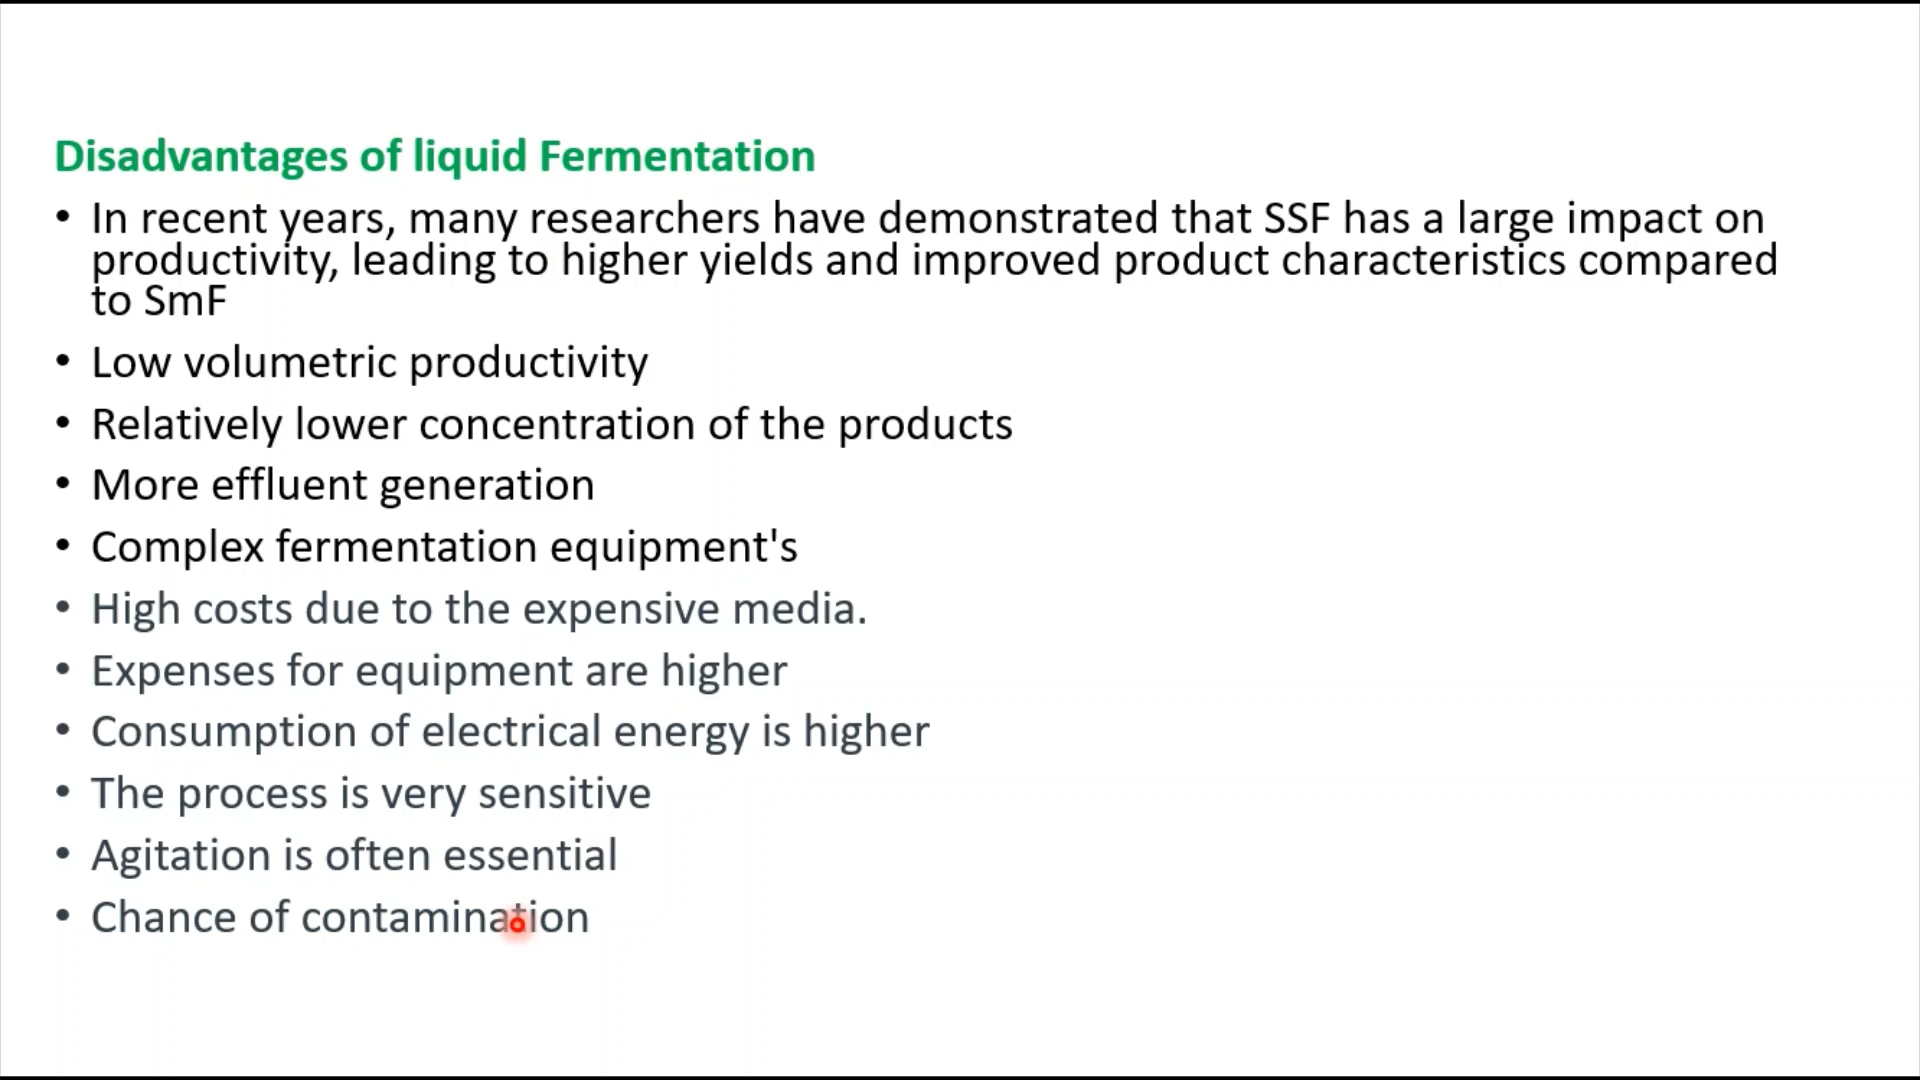 Disadvantages of liquid Fermentation
• In recent years, many researchers have demonstrated that SSF has a large impact on
productivity, leading to higher yields and improved product characteristics compared
to SmF
• Low volumetric productivity
• Relatively lower concentration of the products
• More effluent generation
• Complex fermentation equipment's
• High costs due to the expensive media.
• Expenses for equipment are higher
• Consumption of electrical energy is higher
• The process is very sensitive
• Agitation is often essential
• Chance of contamination